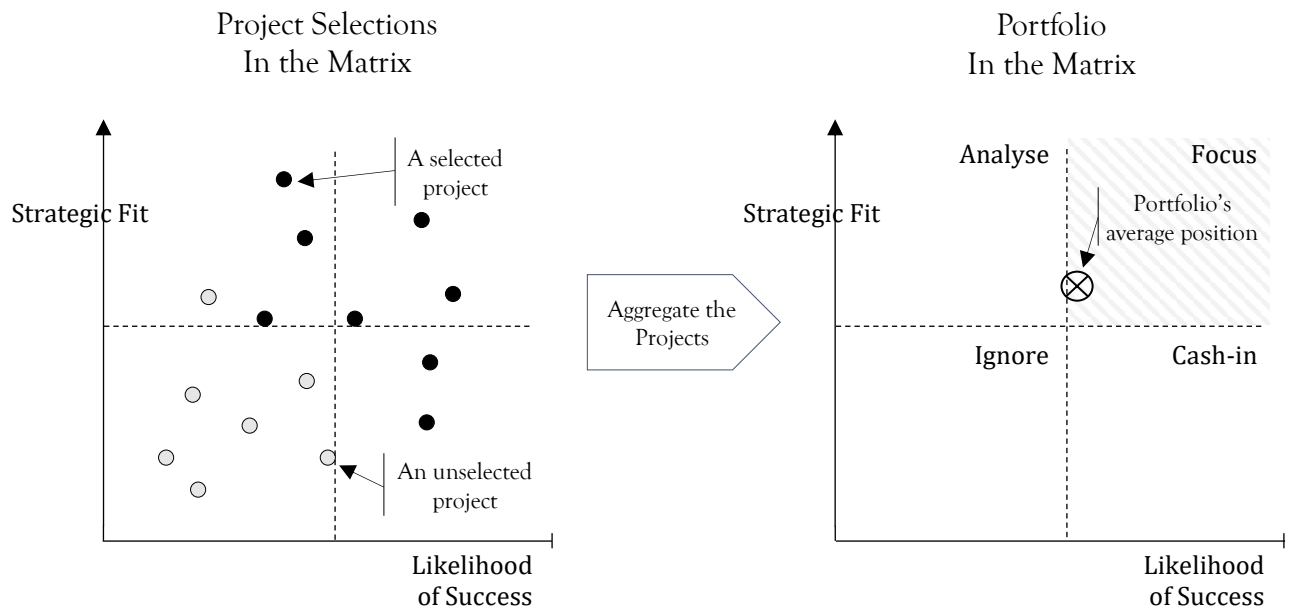 Project Selections
In the Matrix
Strategic Fit
A selected
project
An unselected
project
Likelihood
of Success
Aggregate the
Projects
Portfolio
In the Matrix
Strategic Fit
Analyse
Focus
Portfolio's
average position
Ignore
Cash-in
Likelihood
of Success